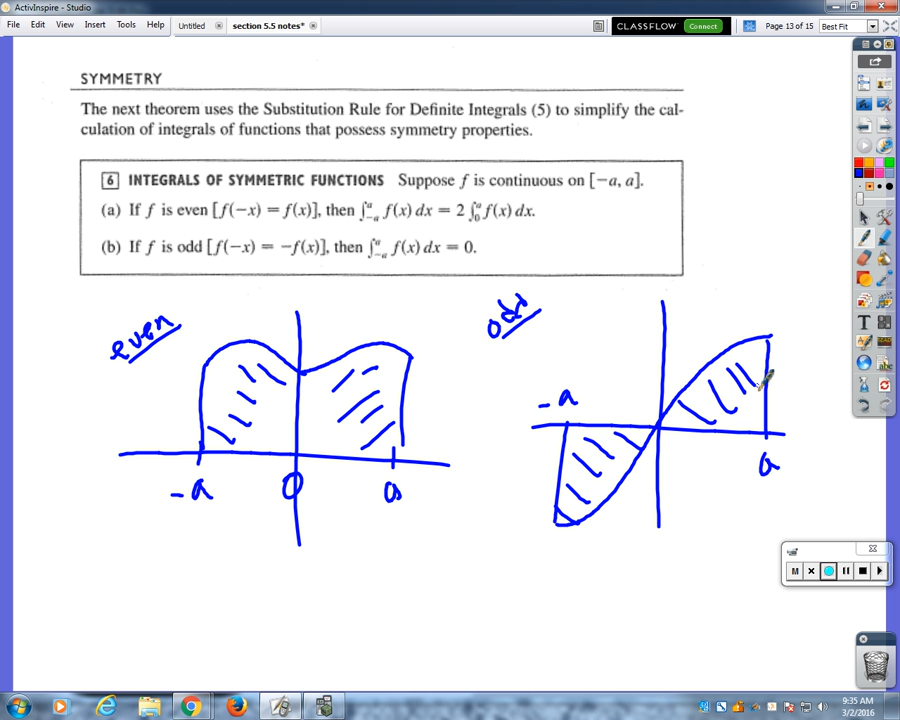 ActivInspire - Studio
File Edit View Insert Tools Help Untitled section 5.5 notes* CLASSFLOW Connect Page 13 of 15 Best Fit
SYMMETRY
The next theorem uses the Substitution Rule for Definite Integrals (5) to simplify the cal-
culation of integrals of functions that possess symmetry properties.
6 INTEGRALS OF SYMMETRIC FUNCTIONS Suppose f is continuous on [−a, a].
(a) If f is even [f(−x) = f(x)], then ∫₋ₐᵃ f(x) dx = 2 ∫₀ᵃ f(x) dx.
(b) If f is odd [f(−x) = −f(x)], then ∫₋ₐᵃ f(x) dx = 0.
even
odd
-a 0 a
-a
a
M
T
abc
9:35 AM
3/2/2016